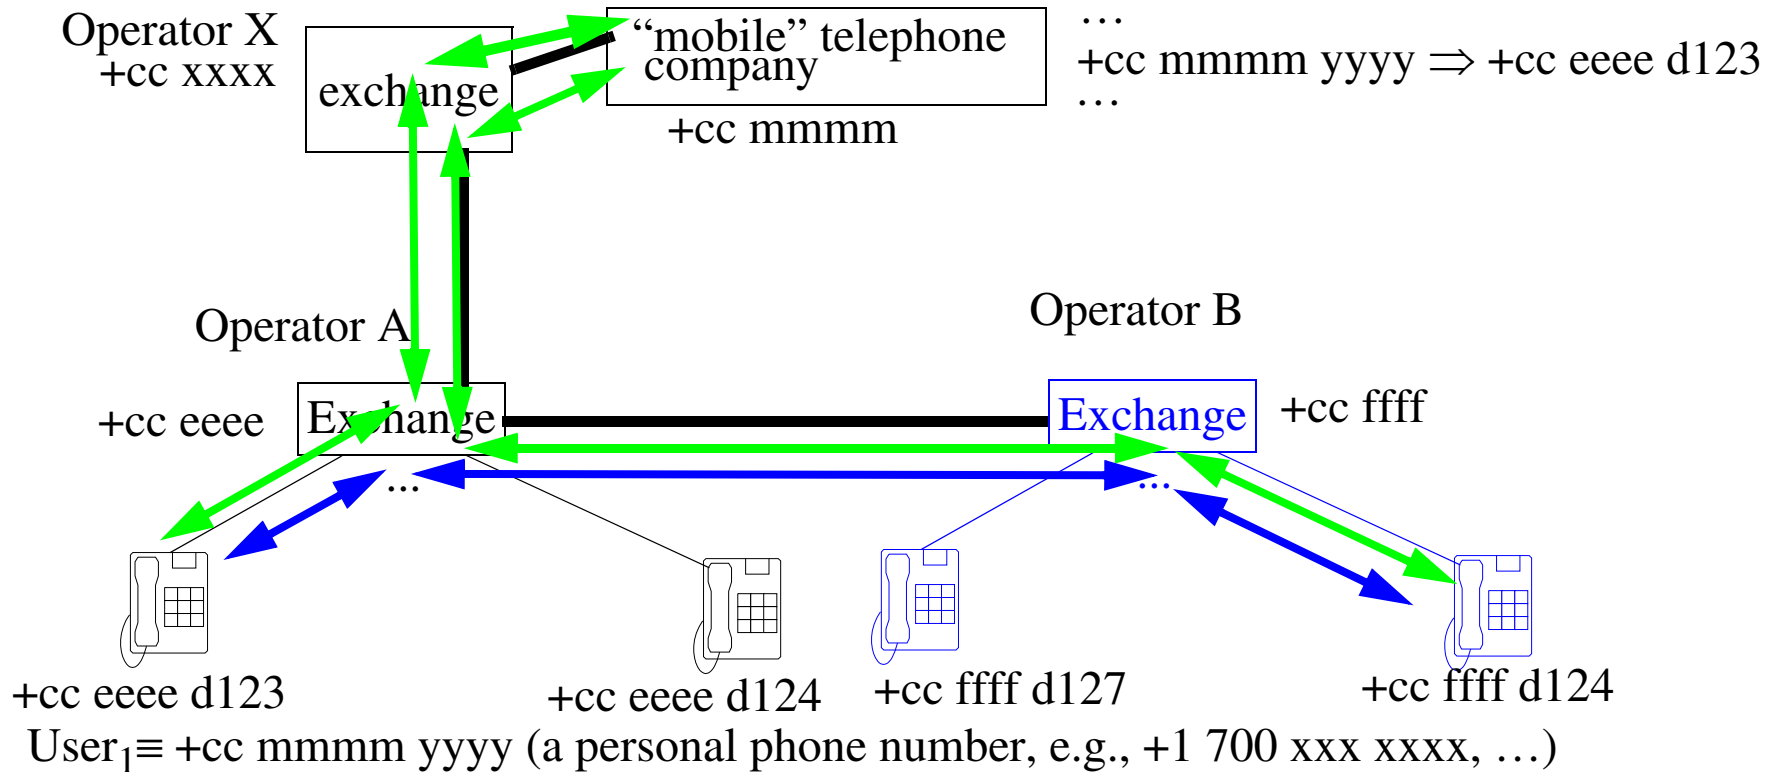 Operator X
+cc xxxx
exchange
“mobile” telephone
company
+cc mmmm
…
+cc mmmm yyyy ⇒ +cc eeee d123
…
Operator A
Operator B
+cc eeee
Exchange
Exchange
+cc ffff
...
...
+cc eeee d123
+cc eeee d124
+cc ffff d127
+cc ffff d124
User₁≡ +cc mmmm yyyy (a personal phone number, e.g., +1 700 xxx xxxx, …)